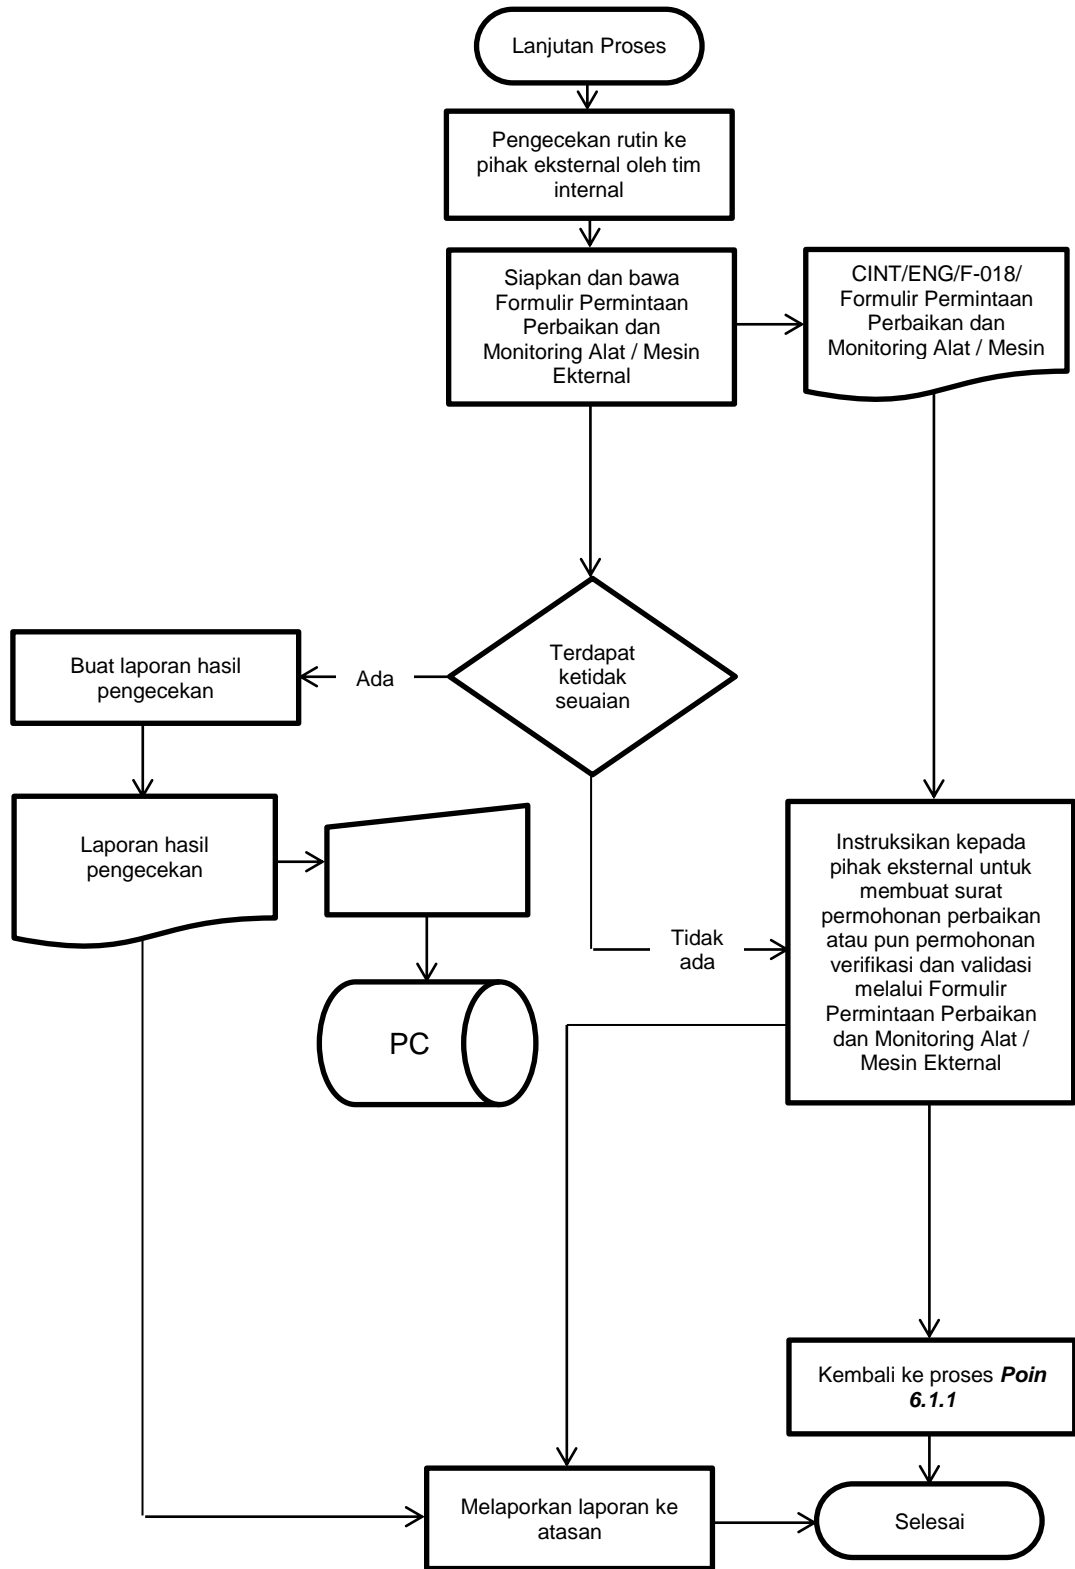 Lanjutan Proses
Pengecekan rutin ke
pihak eksternal oleh tim
internal
Siapkan dan bawa
Formulir Permintaan
Perbaikan dan
Monitoring Alat / Mesin
Ekternal
CINT/ENG/F-018/
Formulir Permintaan
Perbaikan dan
Monitoring Alat / Mesin
Terdapat
ketidak
seuaian
Ada
Buat laporan hasil
pengecekan
Laporan hasil
pengecekan
PC
Tidak
ada
Instruksikan kepada
pihak eksternal untuk
membuat surat
permohonan perbaikan
atau pun permohonan
verifikasi dan validasi
melalui Formulir
Permintaan Perbaikan
dan Monitoring Alat /
Mesin Ekternal
Kembali ke proses Poin
6.1.1
Melaporkan laporan ke
atasan
Selesai